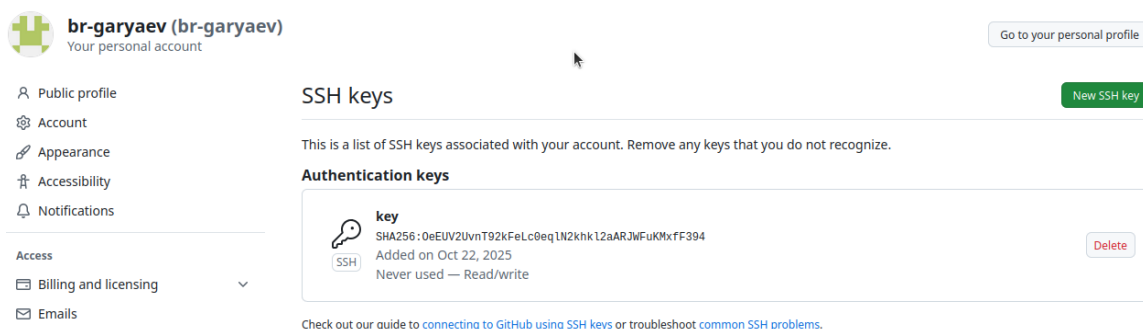 br-garyaev (br-garyaev)
Your personal account
Go to your personal profile
Public profile
Account
Appearance
Accessibility
Notifications
Access
Billing and licensing
Emails
SSH keys
New SSH key
This is a list of SSH keys associated with your account. Remove any keys that you do not recognize.
Authentication keys
key
SHA256:OeEUV2UvnT92kFeLc0eqlN2khkl2aARJWFuKMxfF394
SSH
Added on Oct 22, 2025
Never used — Read/write
Delete
Check out our guide to connecting to GitHub using SSH keys or troubleshoot common SSH problems.